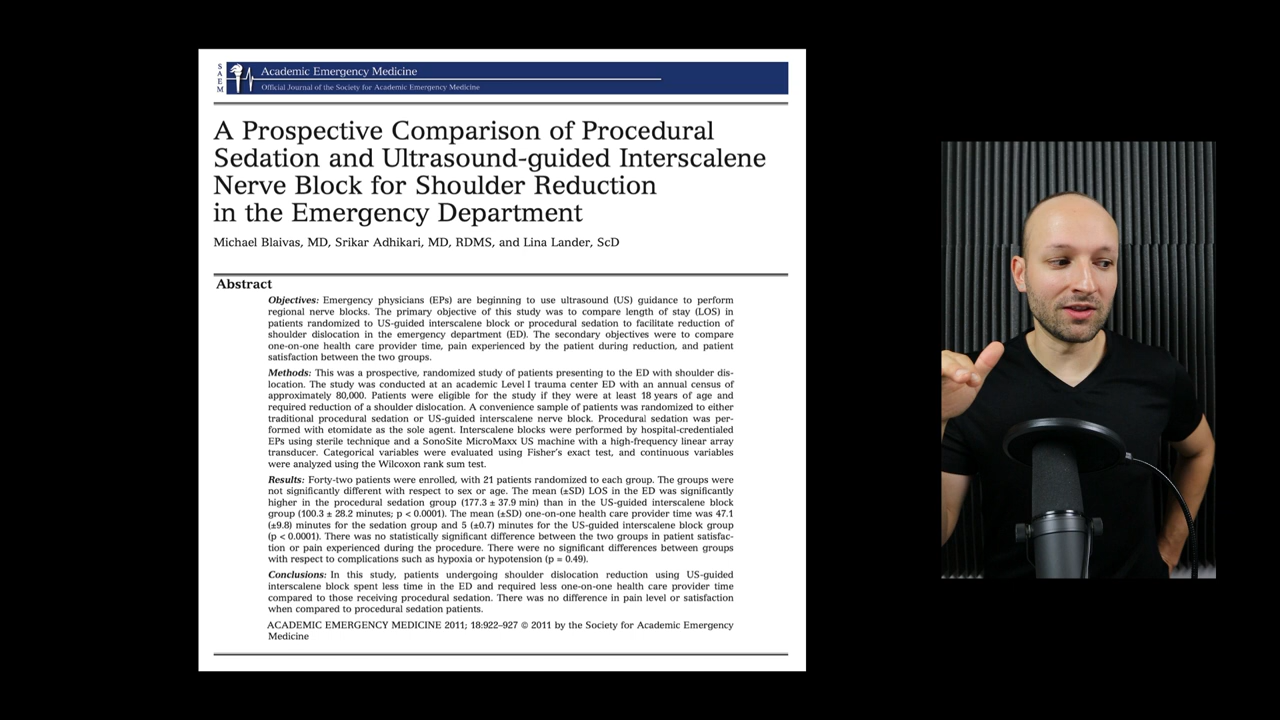 SAEM
Academic Emergency Medicine
Official Journal of the Society for Academic Emergency Medicine
A Prospective Comparison of Procedural
Sedation and Ultrasound-guided Interscalene
Nerve Block for Shoulder Reduction
in the Emergency Department
Michael Blaivas, MD, Srikar Adhikari, MD, RDMS, and Lina Lander, ScD
Abstract
Objectives: Emergency physicians (EPs) are beginning to use ultrasound (US) guidance to perform
regional nerve blocks. The primary objective of this study was to compare length of stay (LOS) in
patients randomized to US-guided interscalene block or procedural sedation to facilitate reduction of
shoulder dislocation in the emergency department (ED). The secondary objectives were to compare
one-on-one health care provider time, pain experienced by the patient during reduction, and patient
satisfaction between the two groups.
Methods: This was a prospective, randomized study of patients presenting to the ED with shoulder dis-
location. The study was conducted at an academic Level I trauma center ED with an annual census of
approximately 80,000. Patients were eligible for the study if they were at least 18 years of age and
required reduction of a shoulder dislocation. A convenience sample of patients was randomized to either
traditional procedural sedation or US-guided interscalene nerve block. Procedural sedation was per-
formed with etomidate as the sole agent. Interscalene blocks were performed by hospital-credentialed
EPs using sterile technique and a SonoSite MicroMaxx US machine with a high-frequency linear array
transducer. Categorical variables were evaluated using Fisher's exact test, and continuous variables
were analyzed using the Wilcoxon rank sum test.
Results: Forty-two patients were enrolled, with 21 patients randomized to each group. The groups were
not significantly different with respect to sex or age. The mean (±SD) LOS in the ED was significantly
higher in the procedural sedation group (177.3 ± 37.9 min) than in the US-guided interscalene block
group (100.3 ± 28.2 minutes; p < 0.0001). The mean (±SD) one-on-one health care provider time was 47.1
(±9.8) minutes for the sedation group and 5 (±0.7) minutes for the US-guided interscalene block group
(p < 0.0001). There was no statistically significant difference between the two groups in patient satisfac-
tion or pain experienced during the procedure. There were no significant differences between groups
with respect to complications such as hypoxia or hypotension (p = 0.49).
Conclusions: In this study, patients undergoing shoulder dislocation reduction using US-guided
interscalene block spent less time in the ED and required less one-on-one health care provider time
compared to those receiving procedural sedation. There was no difference in pain level or satisfaction
when compared to procedural sedation patients.
ACADEMIC EMERGENCY MEDICINE 2011; 18:922–927 © 2011 by the Society for Academic Emergency
Medicine